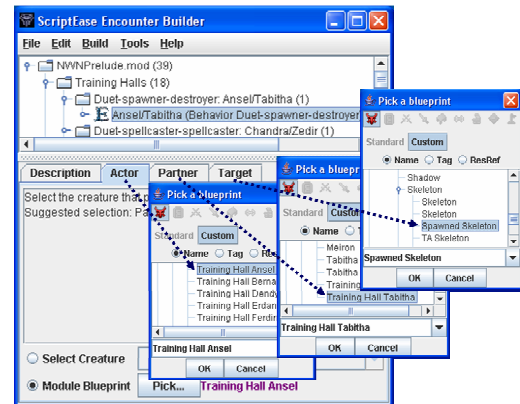 ScriptEase Encounter Builder
File Edit Build Tools Help
NWNPrelude.mod (39)
Training Halls (18)
Duet-spawner-destroyer: Ansel/Tabitha (1)
E Ansel/Tabitha (Behavior Duet-spawner-destroyer
Duet-spellcaster-spellcaster: Chandra/Zedir (1)
Description Actor Partner Target
Select the creature that p
Suggested selection: Pa
Select Creature
Module Blueprint Pick... Training Hall Ansel
Pick a blueprint
Standard Custom
Name Tag Res
Training Hall Ansel
Training Hall Berna
Training Hall Dendy
Training Hall Erdan
Training Hall Ferdin
Training Hall Ansel
OK Cancel
Pick a bluepr
Standard Custo
Name T
Meiron
Tabitha
Tabitha
Training
Training Hall Tabitha
Training Hall Tabitha
OK Cancel
Pick a blueprint
Standard Custom
Name Tag ResRef
Shadow
Skeleton
Skeleton
Skeleton
Spawned Skeleton
TA Skeleton
Spawned Skeleton
OK Cancel